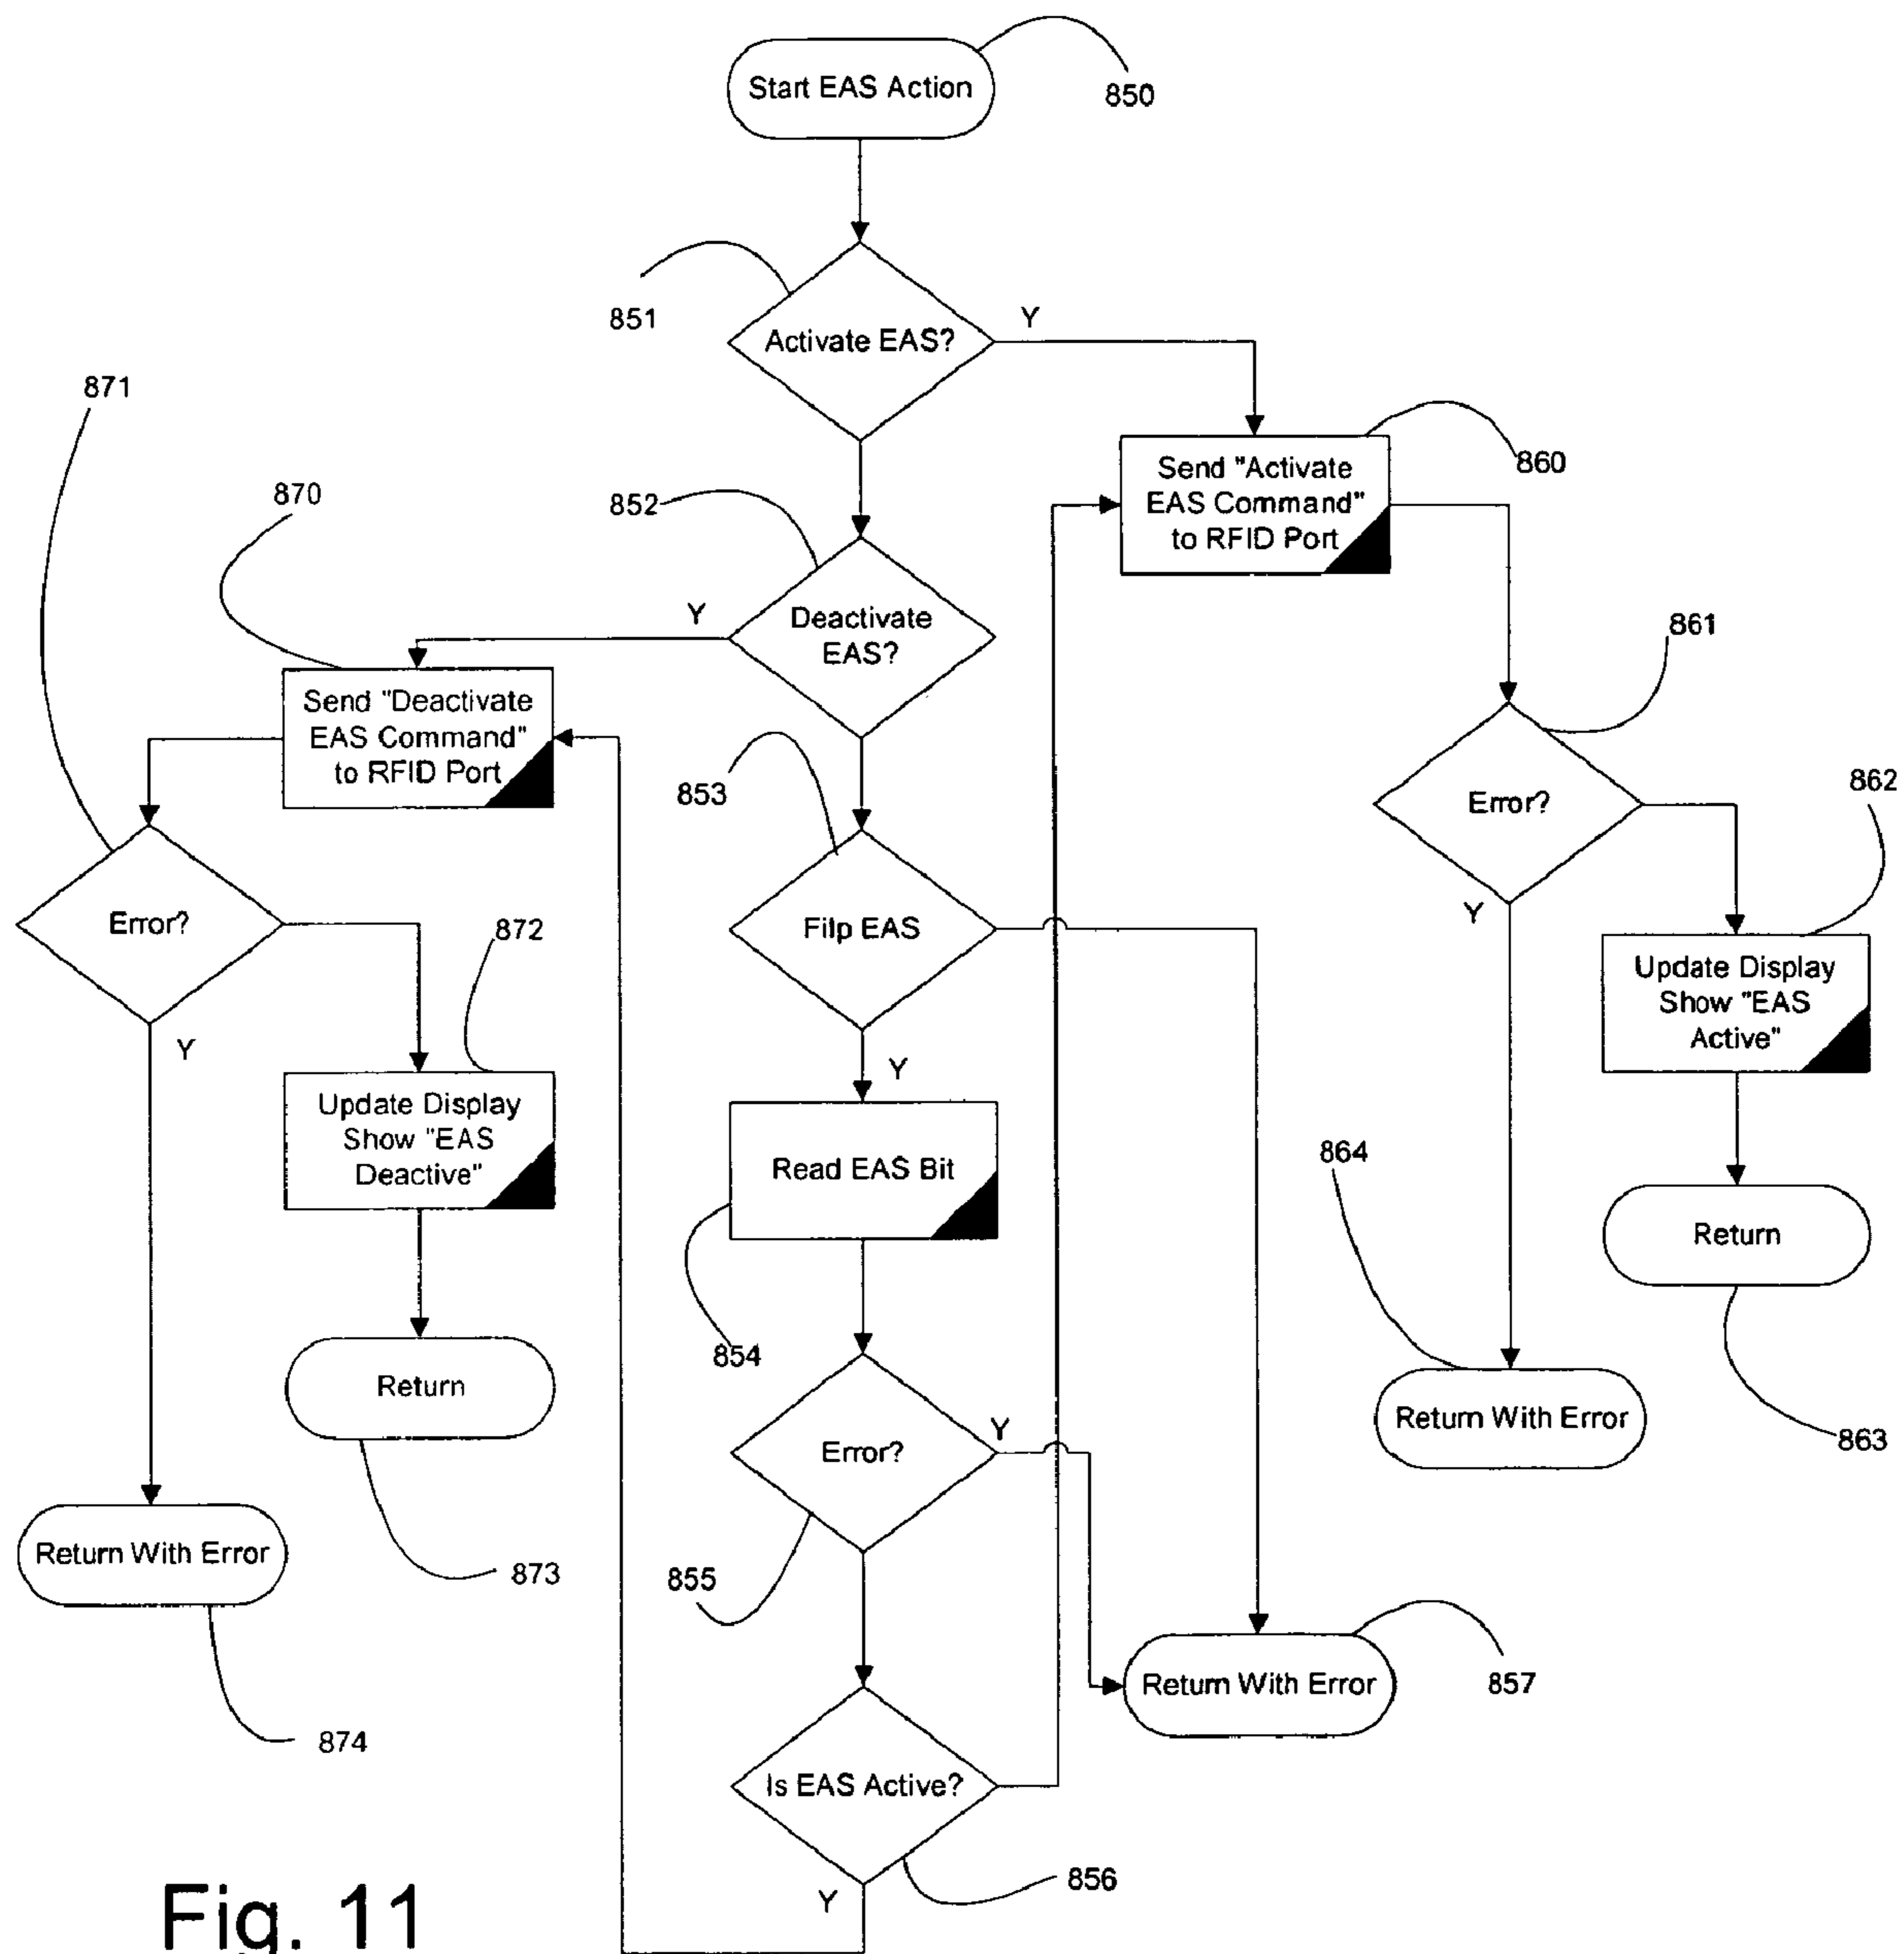 Start EAS Action
850
851
Activate EAS?
Y
871
870
852
Send "Activate
EAS Command"
to RFID Port
860
Y
Deactivate
EAS?
861
Send "Deactivate
EAS Command"
to RFID Port
853
Error?
862
Error?
872
Filp EAS
Y
Update Display
Show "EAS
Active"
Y
Y
Update Display
Show "EAS
Deactive"
Read EAS Bit
864
Return
854
Return
Return With Error
863
Error?
Y
Return With Error
873
855
Return With Error
857
874
Is EAS Active?
856
Y
Fig. 11